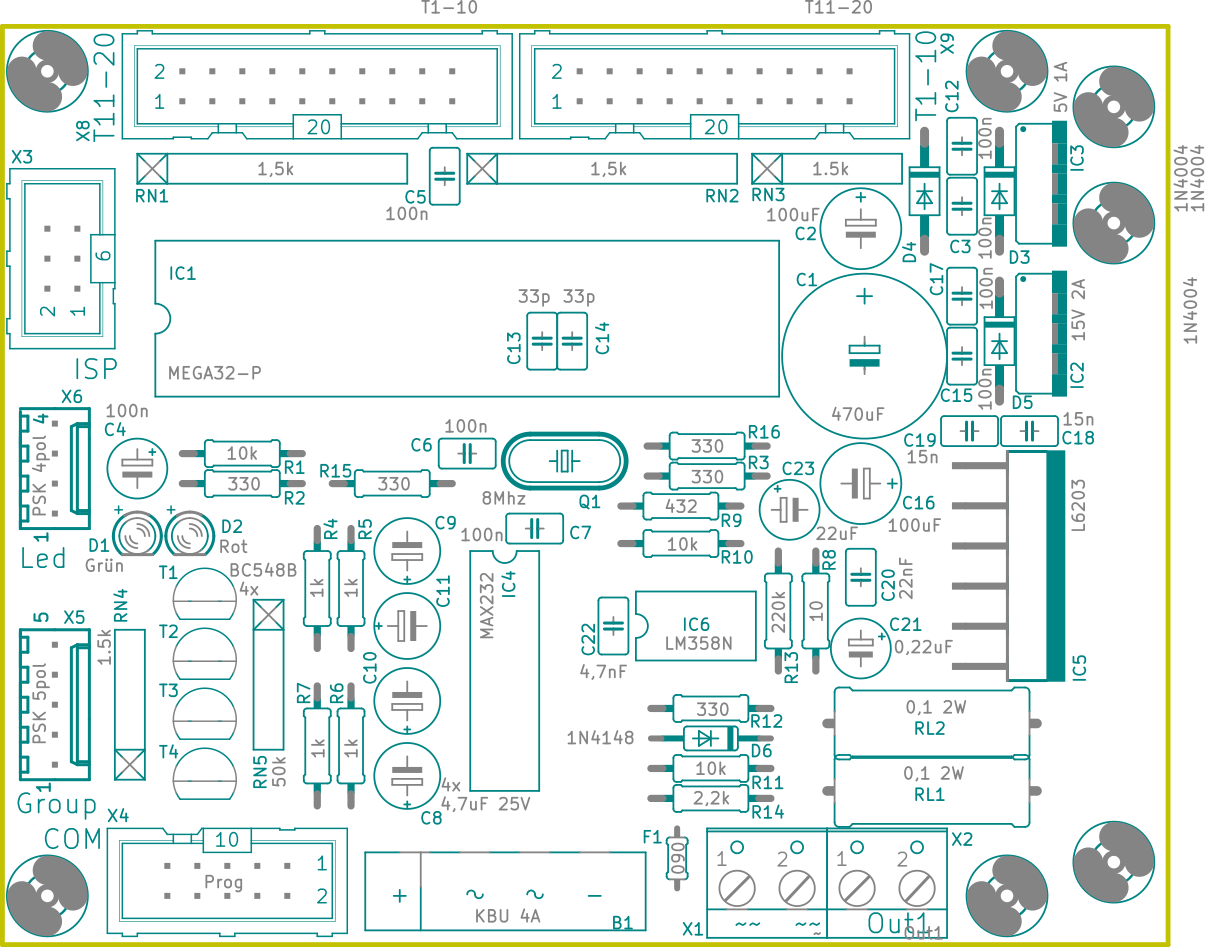 T1-10
T11-20
T11-20
X8
2
1
20
2
1
20
T1-10
X9
C12
5V 1A
100n
IC3
1N4004
1N4004
X3
1,5k
RN1
C5
100n
1,5k
RN2
1.5k
RN3
100uF
C2
D4
C3
100n
D3
6
2
1
ISP
IC1
MEGA32-P
33p
33p
C13
C14
C1
470uF
C17
100n
15V 2A
1N4004
C15
100n
D5
IC2
X6
4
PSK 4pol
1
Led
100n
C4
10k
R1
330
R2
R15
330
C6
100n
8Mhz
Q1
330
R16
330
R3
432
R9
10k
R10
C23
22uF
C16
100uF
C19
15n
15n
C18
L6203
IC5
D1
Grün
D2
Rot
100n
C7
T1
BC548B
4x
T2
T3
T4
R4
R5
1k
1k
C9
C11
C10
IC4
MAX232
C22
4,7nF
IC6
LM358N
220k
R13
R8
10
C20
22nF
C21
0,22uF
5
X5
PSK 5pol
1
Group
RN4
1.5k
RN5
50k
R7
R6
1k
1k
4x
4,7uF 25V
C8
330
R12
1N4148
D6
10k
R11
2,2k
R14
0,1 2W
RL2
0,1 2W
RL1
COM
X4
10
1
2
Prog
+
~
~
-
KBU 4A
B1
F1
060
X1
1
2
1
2
X2
~~
~~
~
Out1
Out1